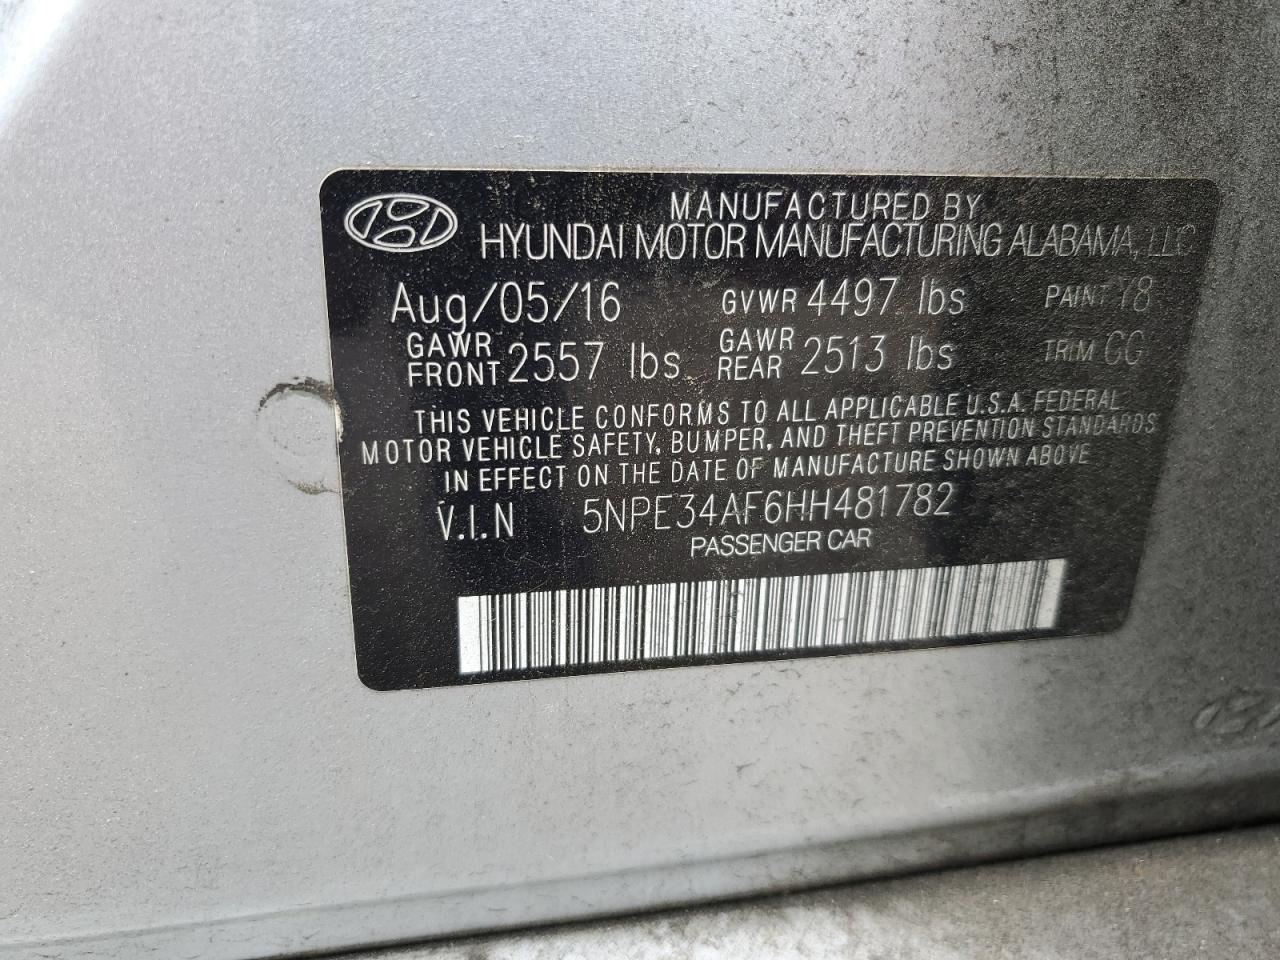 MANUFACTURED BY
HYUNDAI MOTOR MANUFACTURING ALABAMA, LLC
Aug/05/16 GVWR 4497 lbs PAINT Y8
GAWR FRONT 2557 lbs GAWR REAR 2513 lbs TRIM GG
THIS VEHICLE CONFORMS TO ALL APPLICABLE U.S.A. FEDERAL
MOTOR VEHICLE SAFETY, BUMPER, AND THEFT PREVENTION STANDARDS
IN EFFECT ON THE DATE OF MANUFACTURE SHOWN ABOVE
V.I.N 5NPE34AF6HH481782
PASSENGER CAR